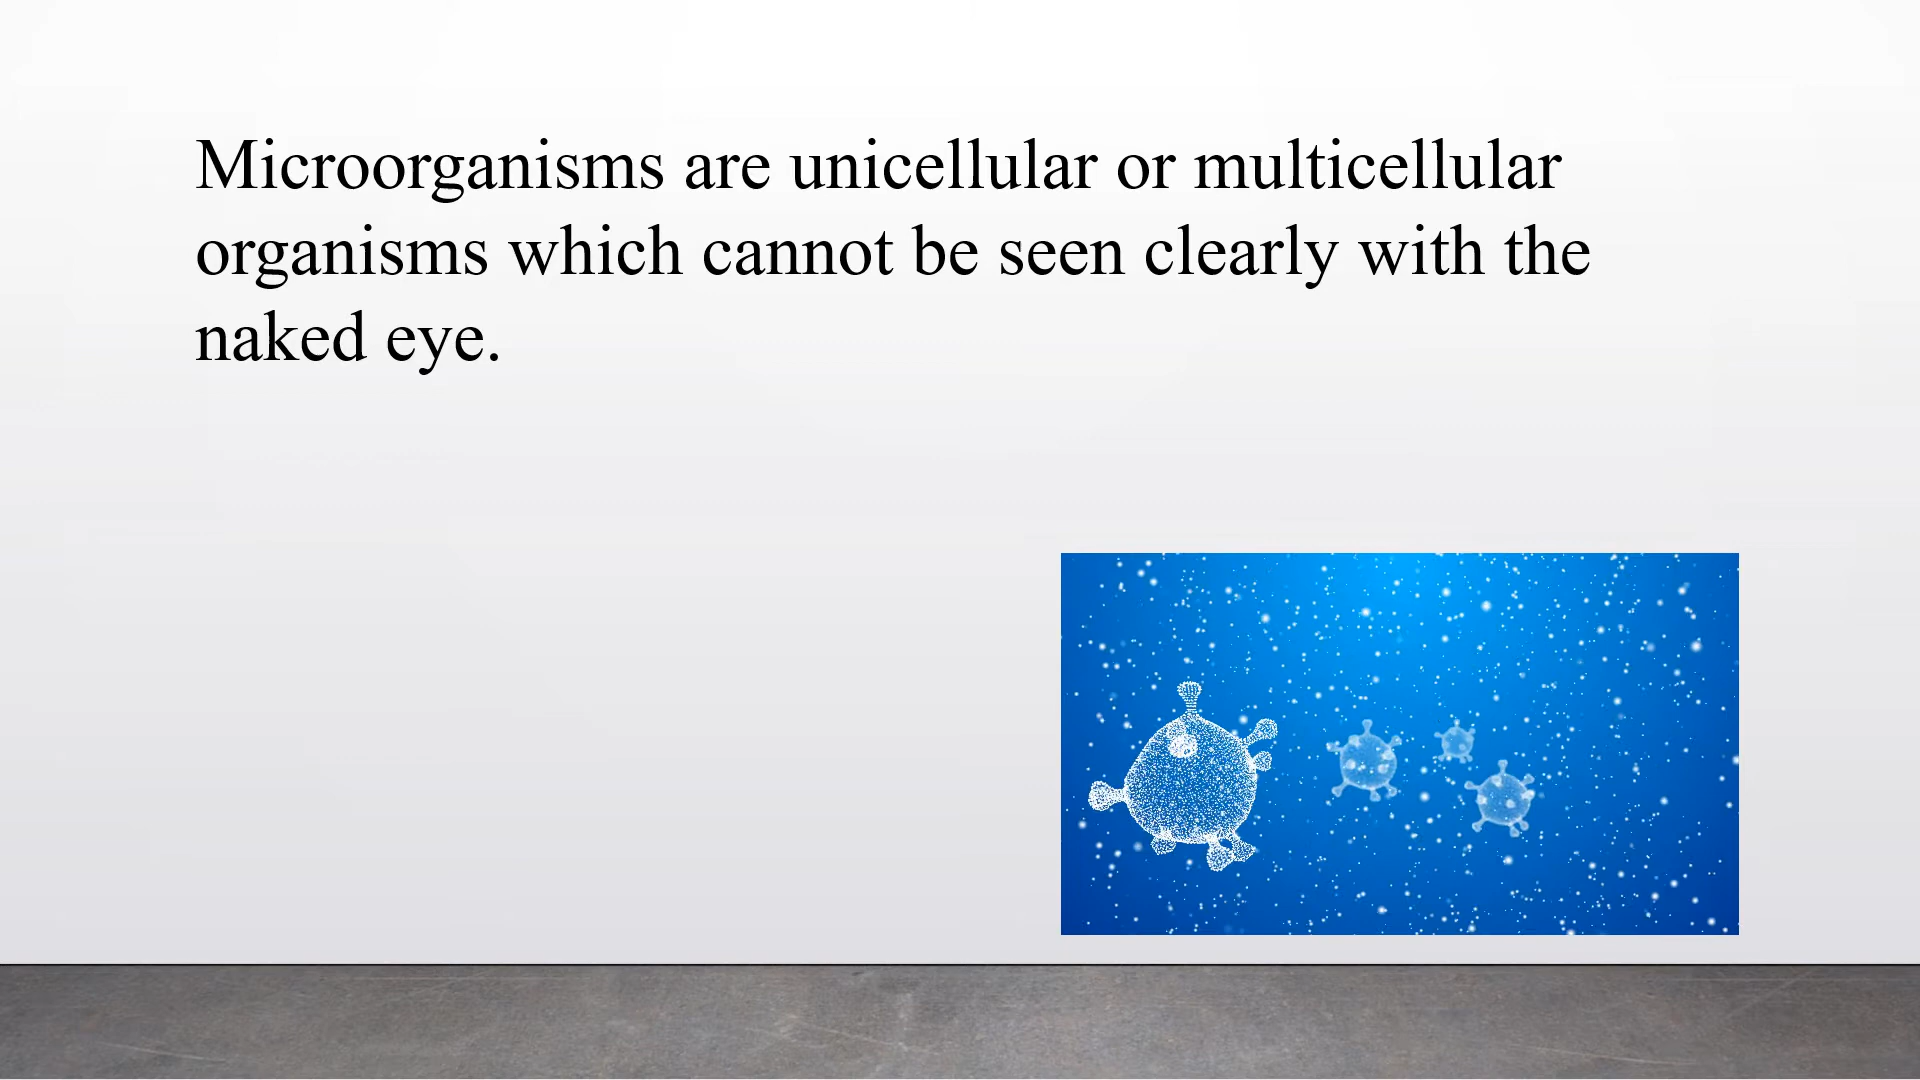 Microorganisms are unicellular or multicellular
organisms which cannot be seen clearly with the
naked eye.